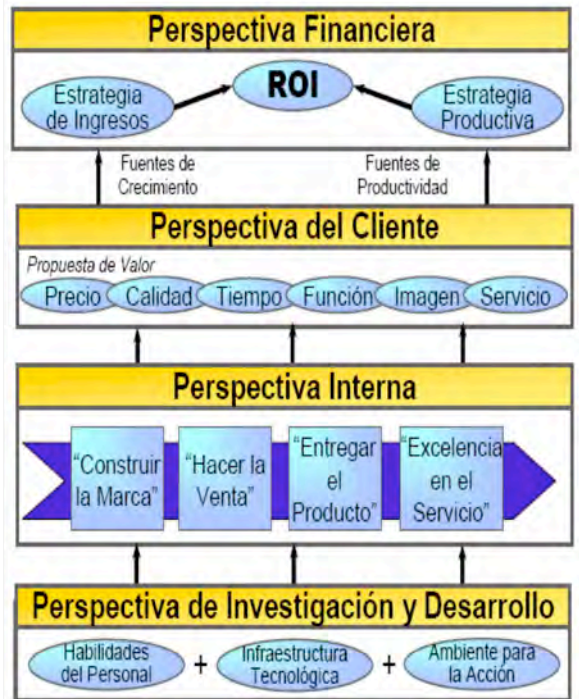 Perspectiva Financiera
Estrategia
de Ingresos
ROI
Estrategia
Productiva
Fuentes de
Crecimiento
Fuentes de
Productividad
Perspectiva del Cliente
Propuesta de Valor
Precio Calidad Tiempo Función Imagen Servicio
Perspectiva Interna
“Construir
la Marca”
“Hacer la
Venta”
“Entregar
el
Producto”
“Excelencia
en el
Servicio”
Perspectiva de Investigación y Desarrollo
Habilidades
del Personal
+
Infraestructura
Tecnológica
+
Ambiente para
la Acción